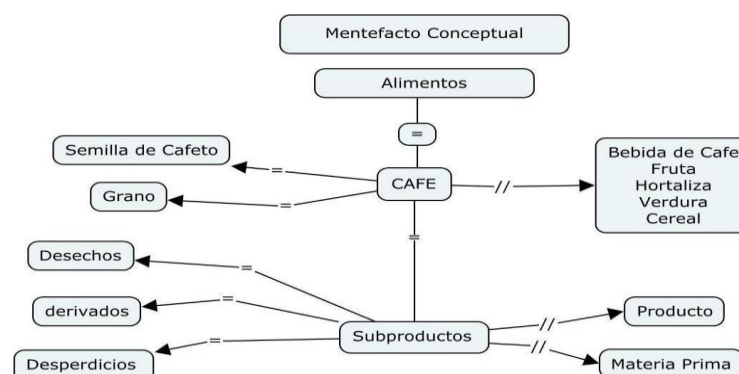 Mentefacto Conceptual
Alimentos
=
Semilla de Cafeto
=
Bebida de Cafe
Fruta
Hortaliza
Verdura
Cereal
CAFE
//
Grano
=
=
Desechos
=
derivados
=
Producto
//
Subproductos
Desperdicios
=
//
Materia Prima